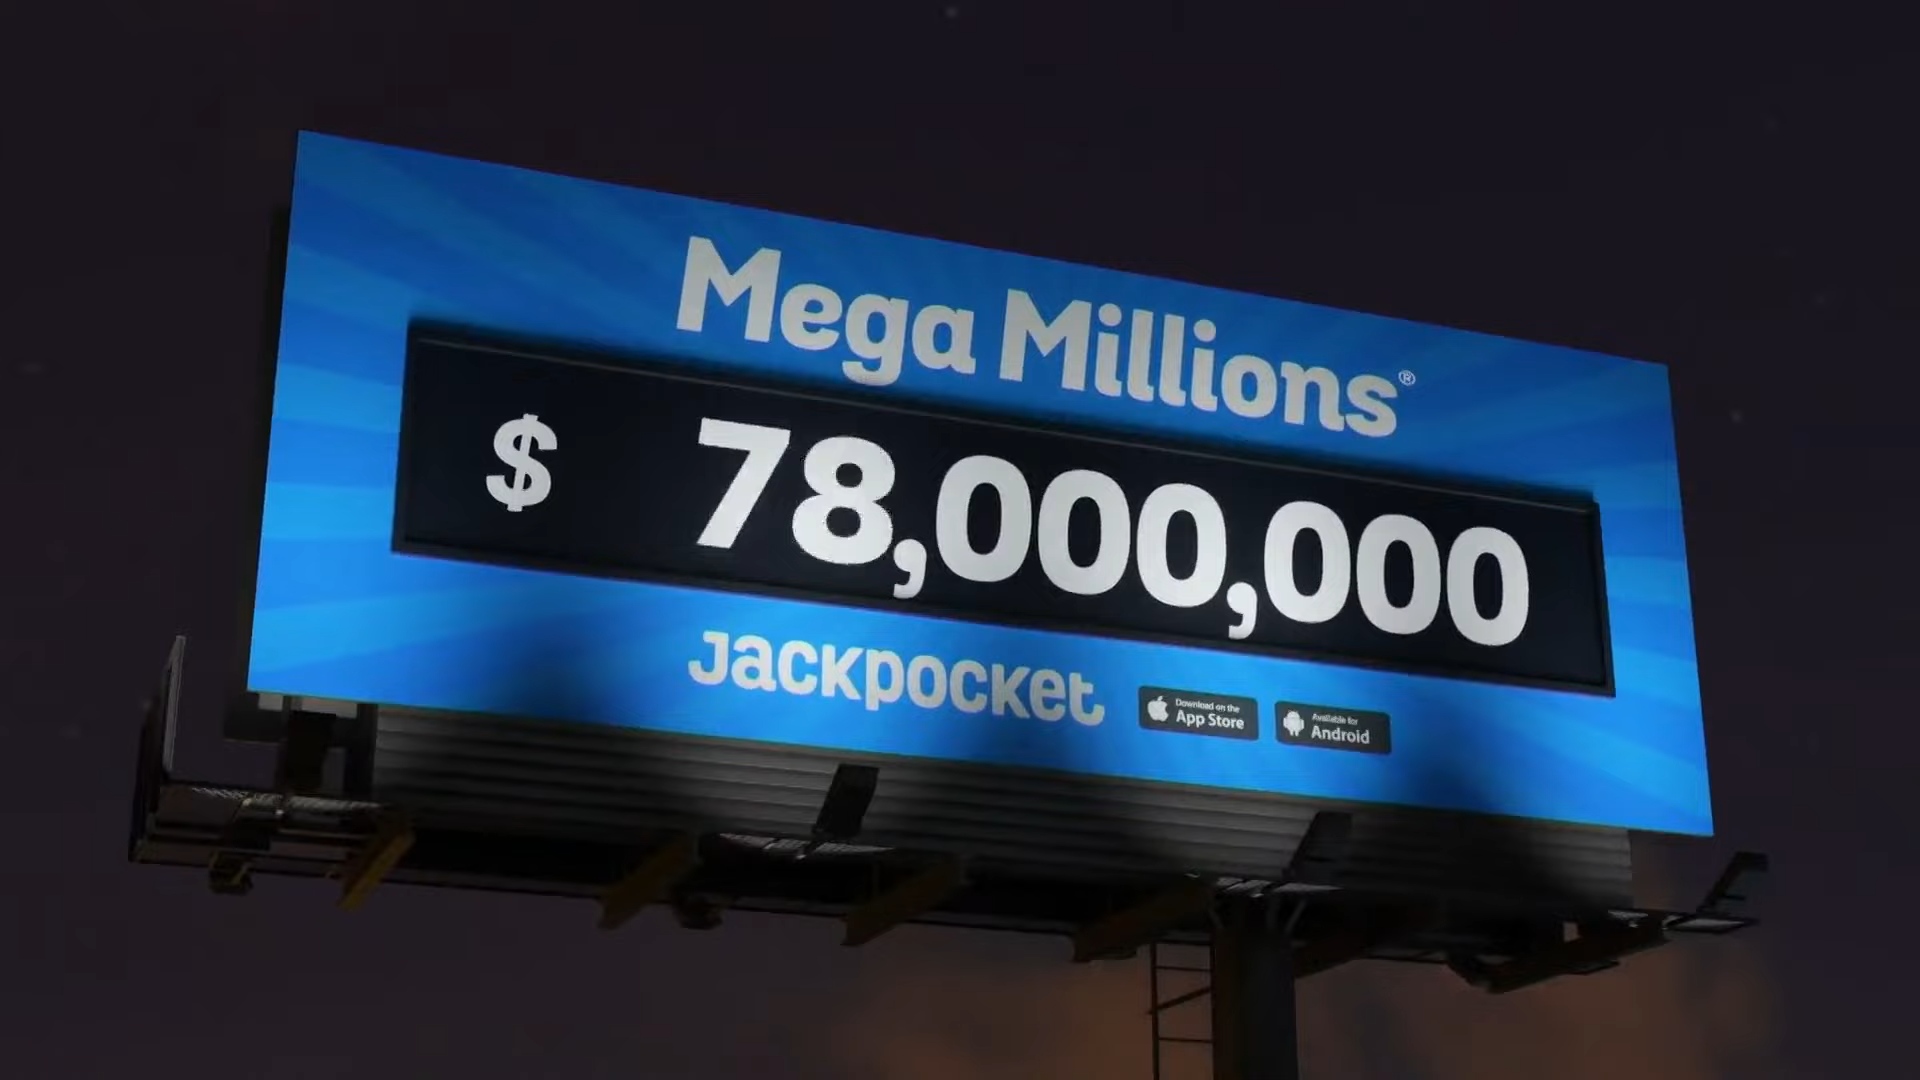 Mega Millions®
$ 78,000,000
Jackpocket
Download on the
App Store
Available for
Android